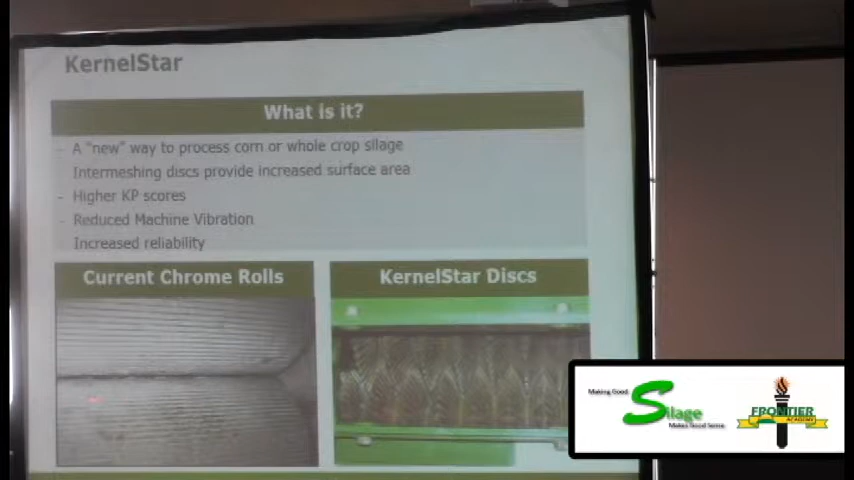 KernelStar
What is it?
- A "new" way to process corn or whole crop silage
Intermeshing discs provide increased surface area
- Higher KP scores
- Reduced Machine Vibration
Increased reliability
Current Chrome Rolls
KernelStar Discs
Making Good
Silage
Makes Good Sense
FRONTIER
ACADEMY